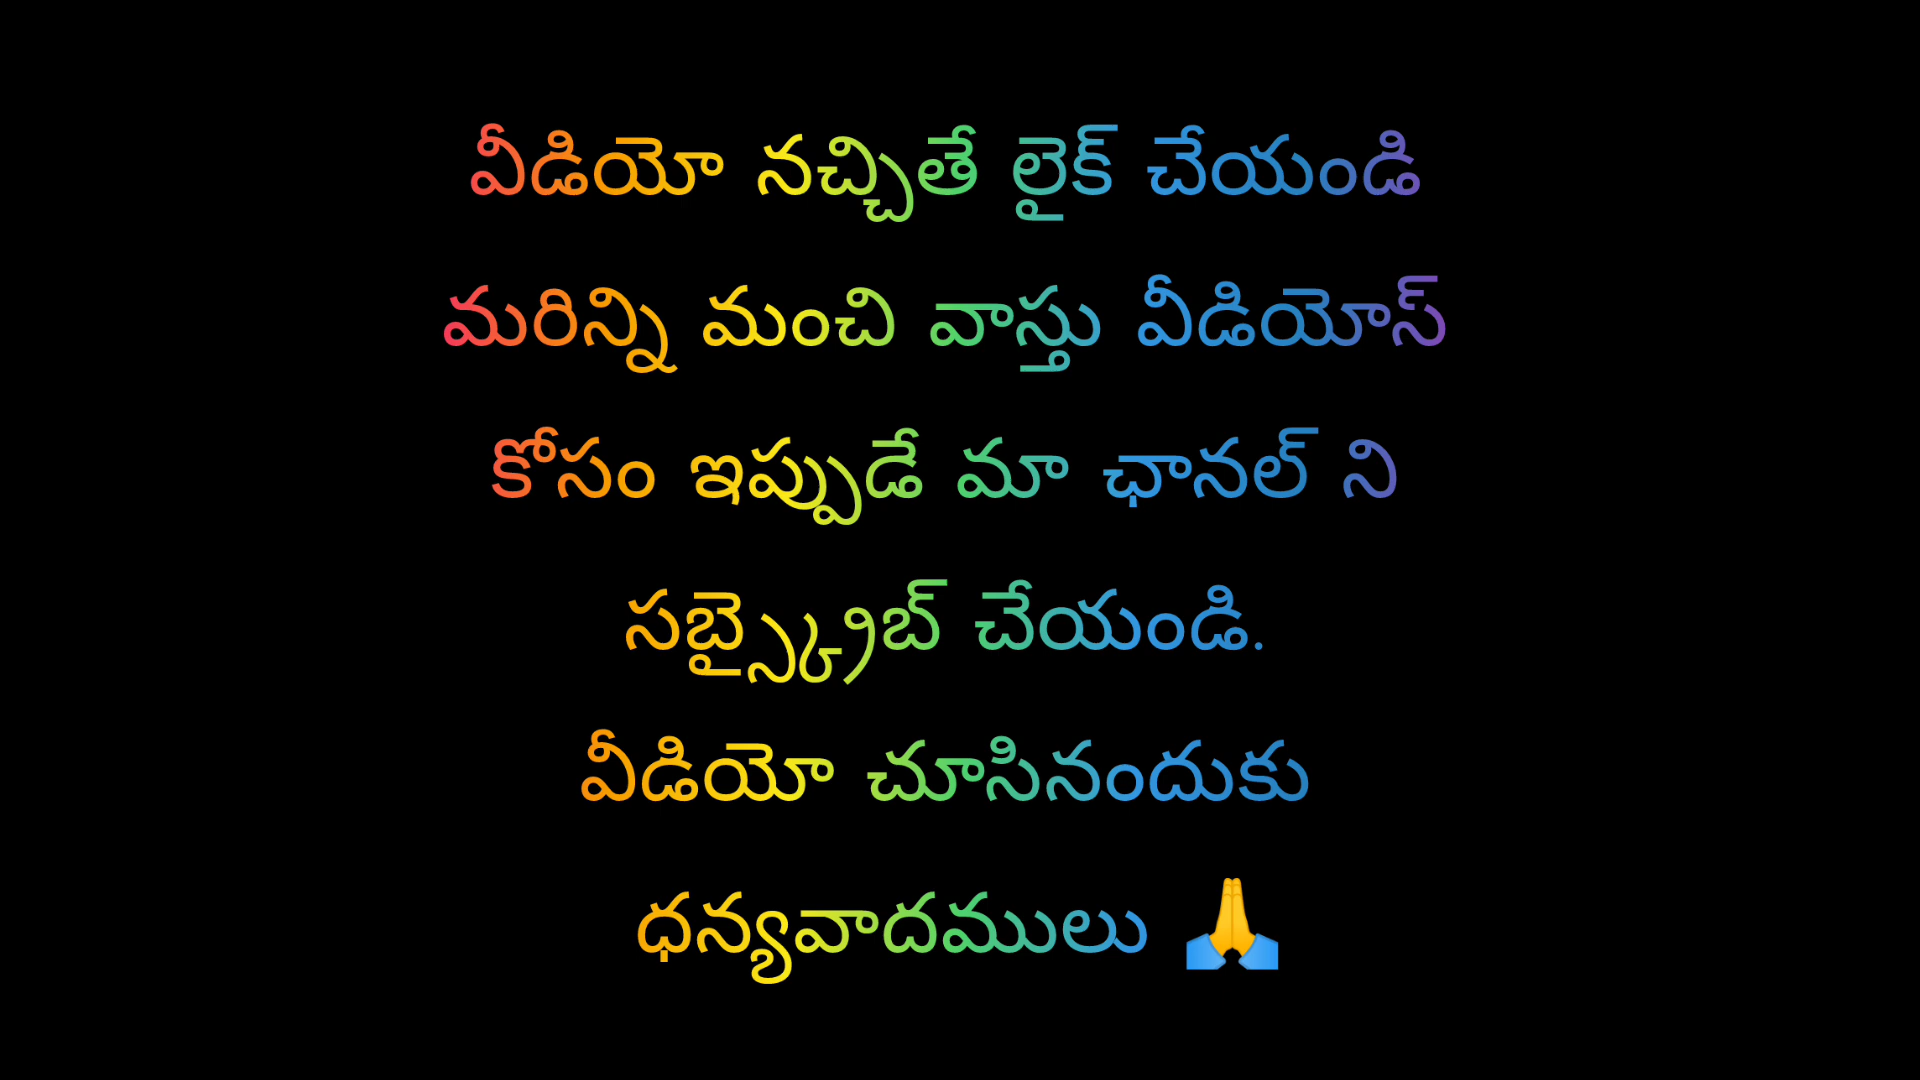 వీడియో నచ్చితే లైక్ చేయండి
మరిన్ని మంచి వాస్తు వీడియోస్
కోసం ఇప్పుడే మా ఛానల్ ని
సబ్స్క్రైబ్ చేయండి.
వీడియో చూసినందుకు
ధన్యవాదములు 🙏